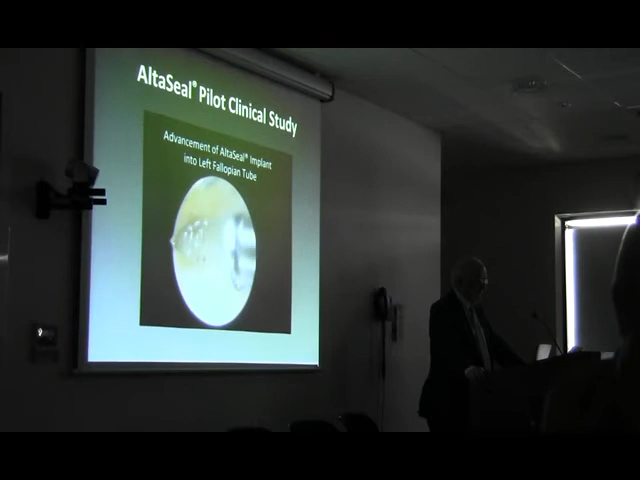 AltaSeal® Pilot Clinical Study
Advancement of AltaSeal® Implant
into Left Fallopian Tube